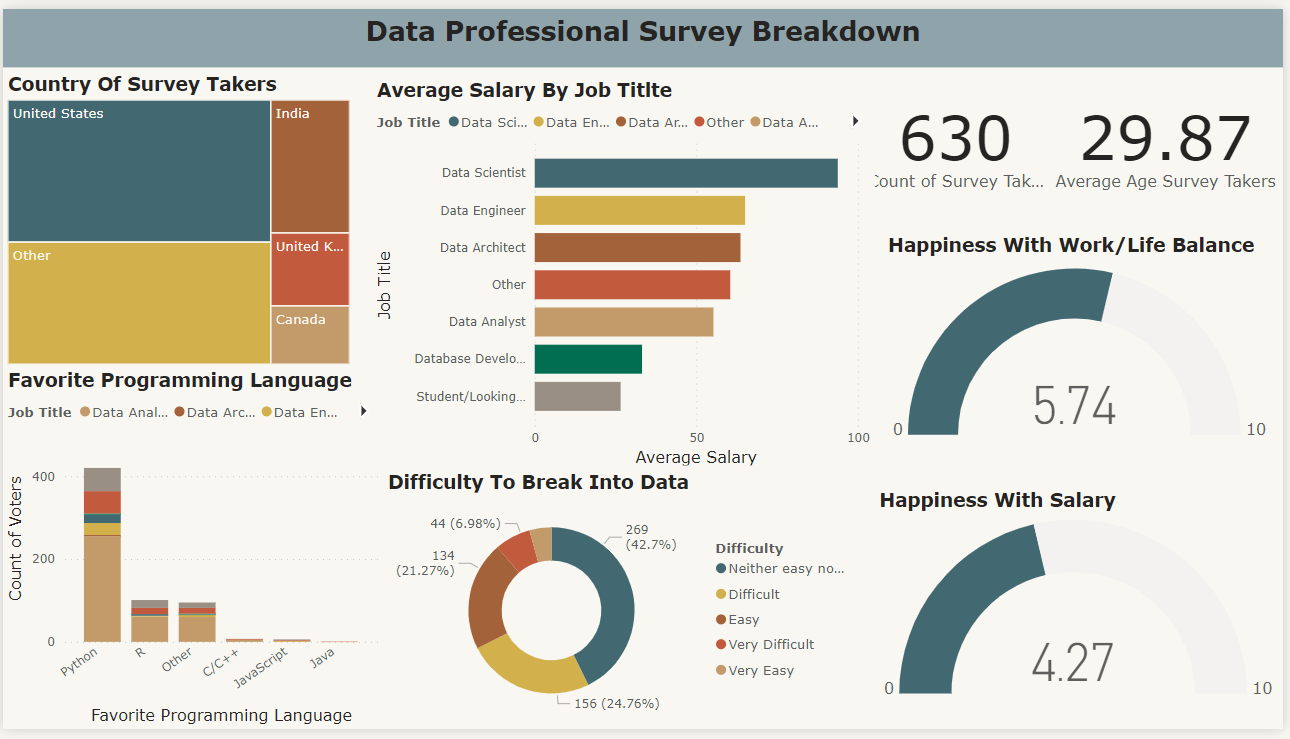 Data Professional Survey Breakdown
Country Of Survey Takers
United States
India
Other
United K...
Canada
Average Salary By Job Titlte
Job Title Data Sci... Data En... Data Ar... Other Data A...
Job Title
Data Scientist
Data Engineer
Data Architect
Other
Data Analyst
Database Develo...
Student/Looking...
0 50 100
Average Salary
630
Count of Survey Tak...
29.87
Average Age Survey Takers
Happiness With Work/Life Balance
5.74
0 10
Favorite Programming Language
Job Title Data Anal... Data Arc... Data En...
Count of Voters
400
200
0
Python R Other C/C++ JavaScript Java
Favorite Programming Language
Difficulty To Break Into Data
44 (6.98%)
269
(42.7%)
134
(21.27%)
156 (24.76%)
Difficulty
Neither easy no...
Difficult
Easy
Very Difficult
Very Easy
Happiness With Salary
4.27
0 10